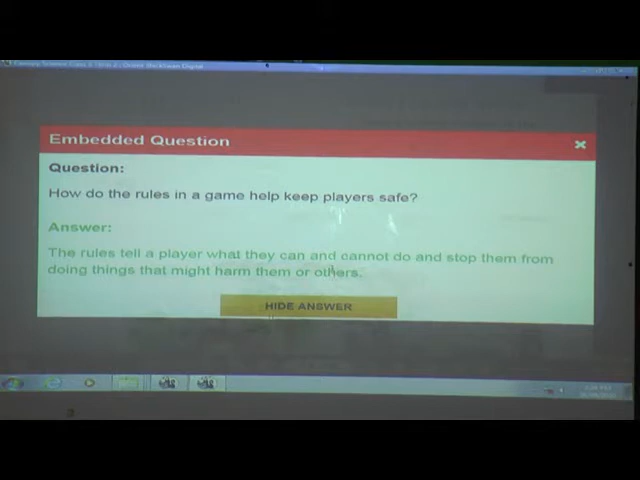 Embedded Question
Question:
How do the rules in a game help keep players safe?
Answer:
The rules tell a player what they can and cannot do and stop them from
doing things that might harm them or others.
HIDE ANSWER